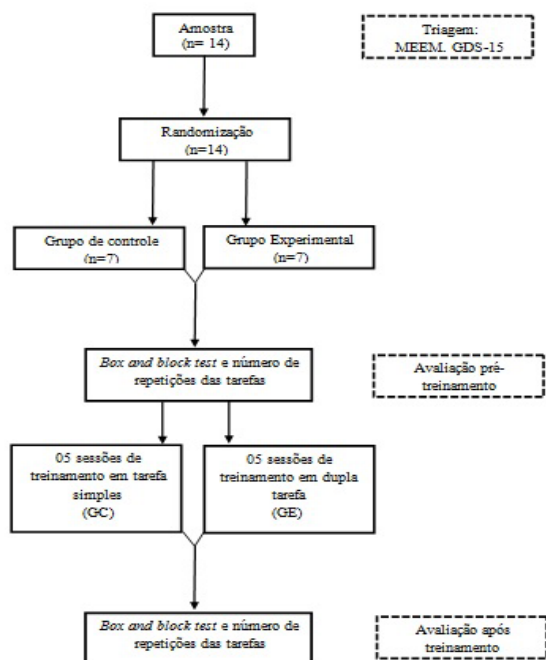 Amostra
(n= 14)
Triagem:
MEEM. GDS-15
Randomização
(n=14)
Grupo de controle
(n=7)
Grupo Experimental
(n=7)
Box and block test e número de
repetições das tarefas
Avaliação pré-
treinamento
05 sessões de
treinamento em tarefa
simples
(GC)
05 sessões de
treinamento em dupla
tarefa
(GE)
Box and block test e número de
repetições das tarefas
Avaliação após
treinamento